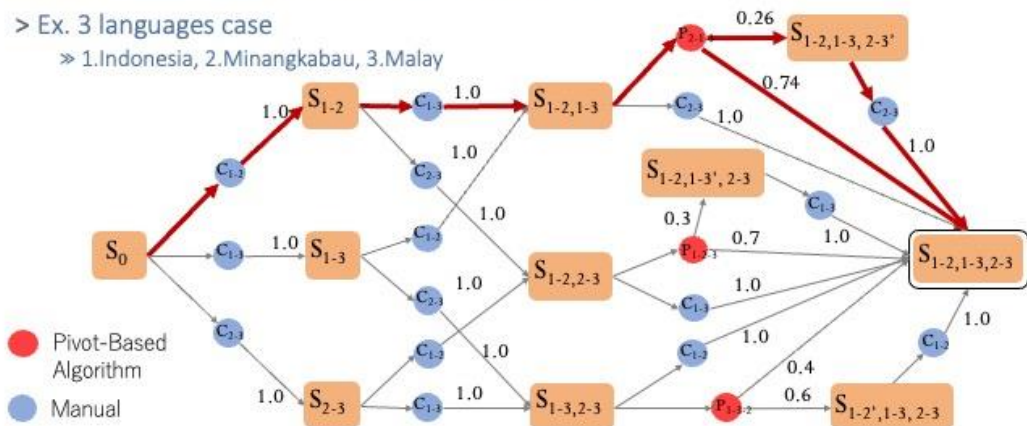 > Ex. 3 languages case
» 1.Indonesia, 2.Minangkabau, 3.Malay
0.26
S1-2,1-3, 2-3'
0.74
C2-3
1.0
1.0
S1-2
C1-3
1.0
S1-2,1-3
C2-3
1.0
C1-2
1.0
C2-3
S1-2,1-3', 2-3
C1-3
1.0
1.0
0.3
S0
C1-3
1.0
S1-3
C1-2
P1-2-3
0.7
S1-2,1-3,2-3
C2-3
S1-2,2-3
C1-3
1.0
1.0
C2-3
C1-2
1.0
C1-2
1.0
C1-2
1.0
0.4
1.0
S2-3
C1-3
1.0
S1-3,2-3
0.6
S1-2',1-3, 2-3
Pivot-Based
Algorithm
Manual